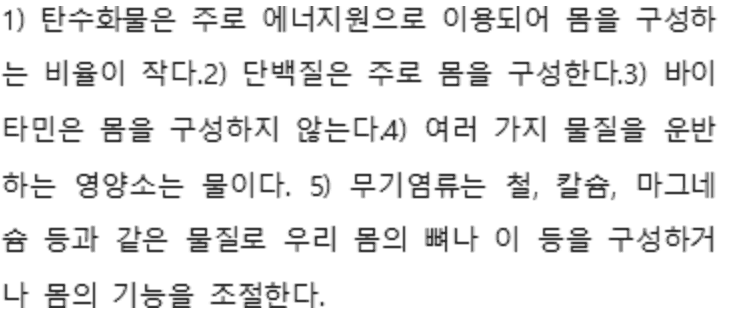 1) 탄수화물은 주로 에너지원으로 이용되어 몸을 구성하
는 비율이 작다.2) 단백질은 주로 몸을 구성한다.3) 바이
타민은 몸을 구성하지 않는다.4) 여러 가지 물질을 운반
하는 영양소는 물이다. 5) 무기염류는 철, 칼슘, 마그네
슘 등과 같은 물질로 우리 몸의 뼈나 이 등을 구성하거
나 몸의 기능을 조절한다.